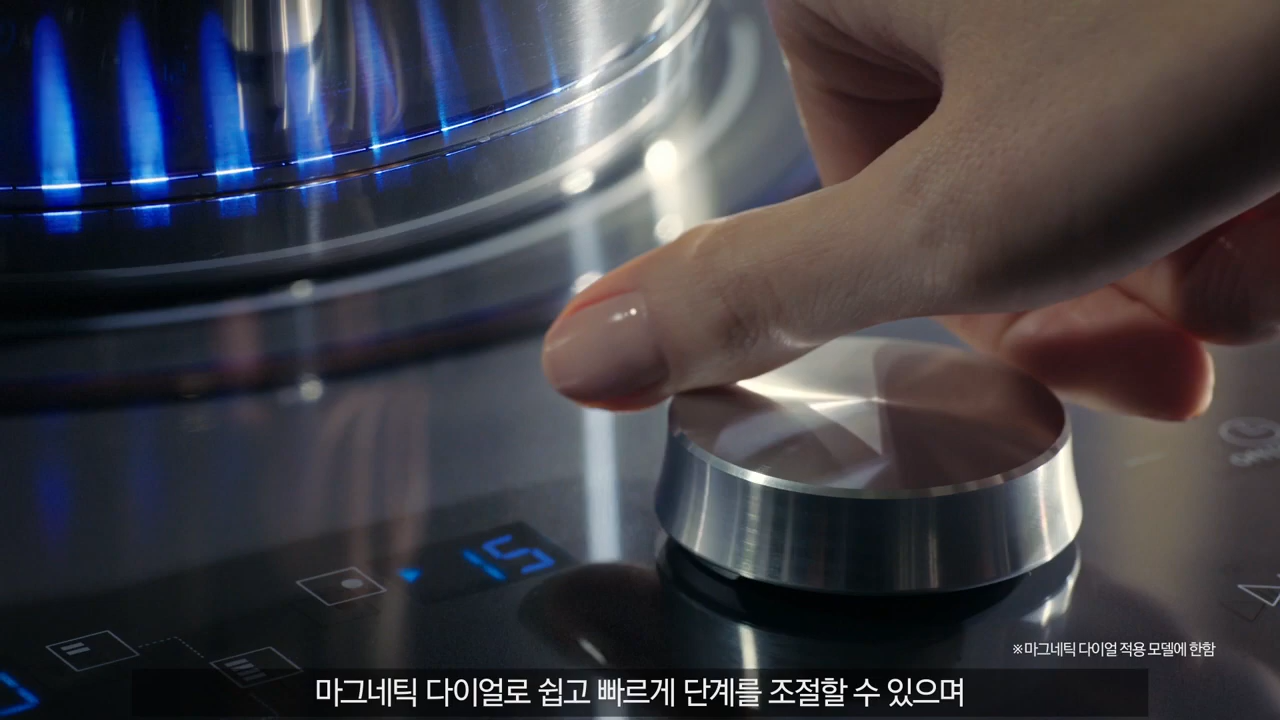 15
※ 마그네틱 다이얼 적용 모델에 한함
마그네틱 다이얼로 쉽고 빠르게 단계를 조절할 수 있으며